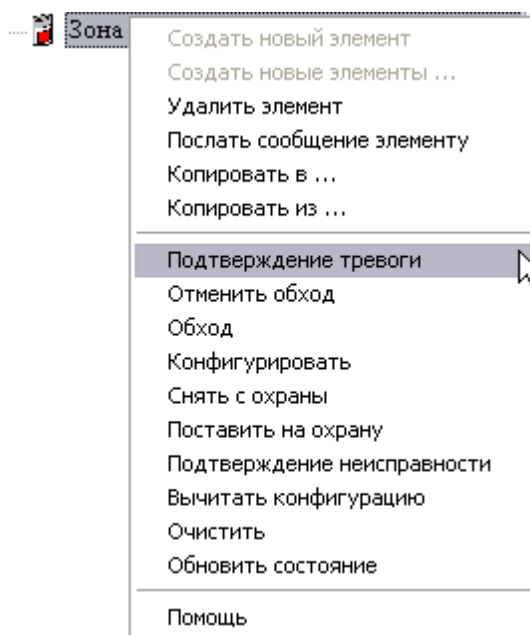 Зона
Создать новый элемент
Создать новые элементы ...
Удалить элемент
Послать сообщение элементу
Копировать в ...
Копировать из ...
Подтверждение тревоги
Отменить обход
Обход
Конфигурировать
Снять с охраны
Поставить на охрану
Подтверждение неисправности
Вычитать конфигурацию
Очистить
Обновить состояние
Помощь